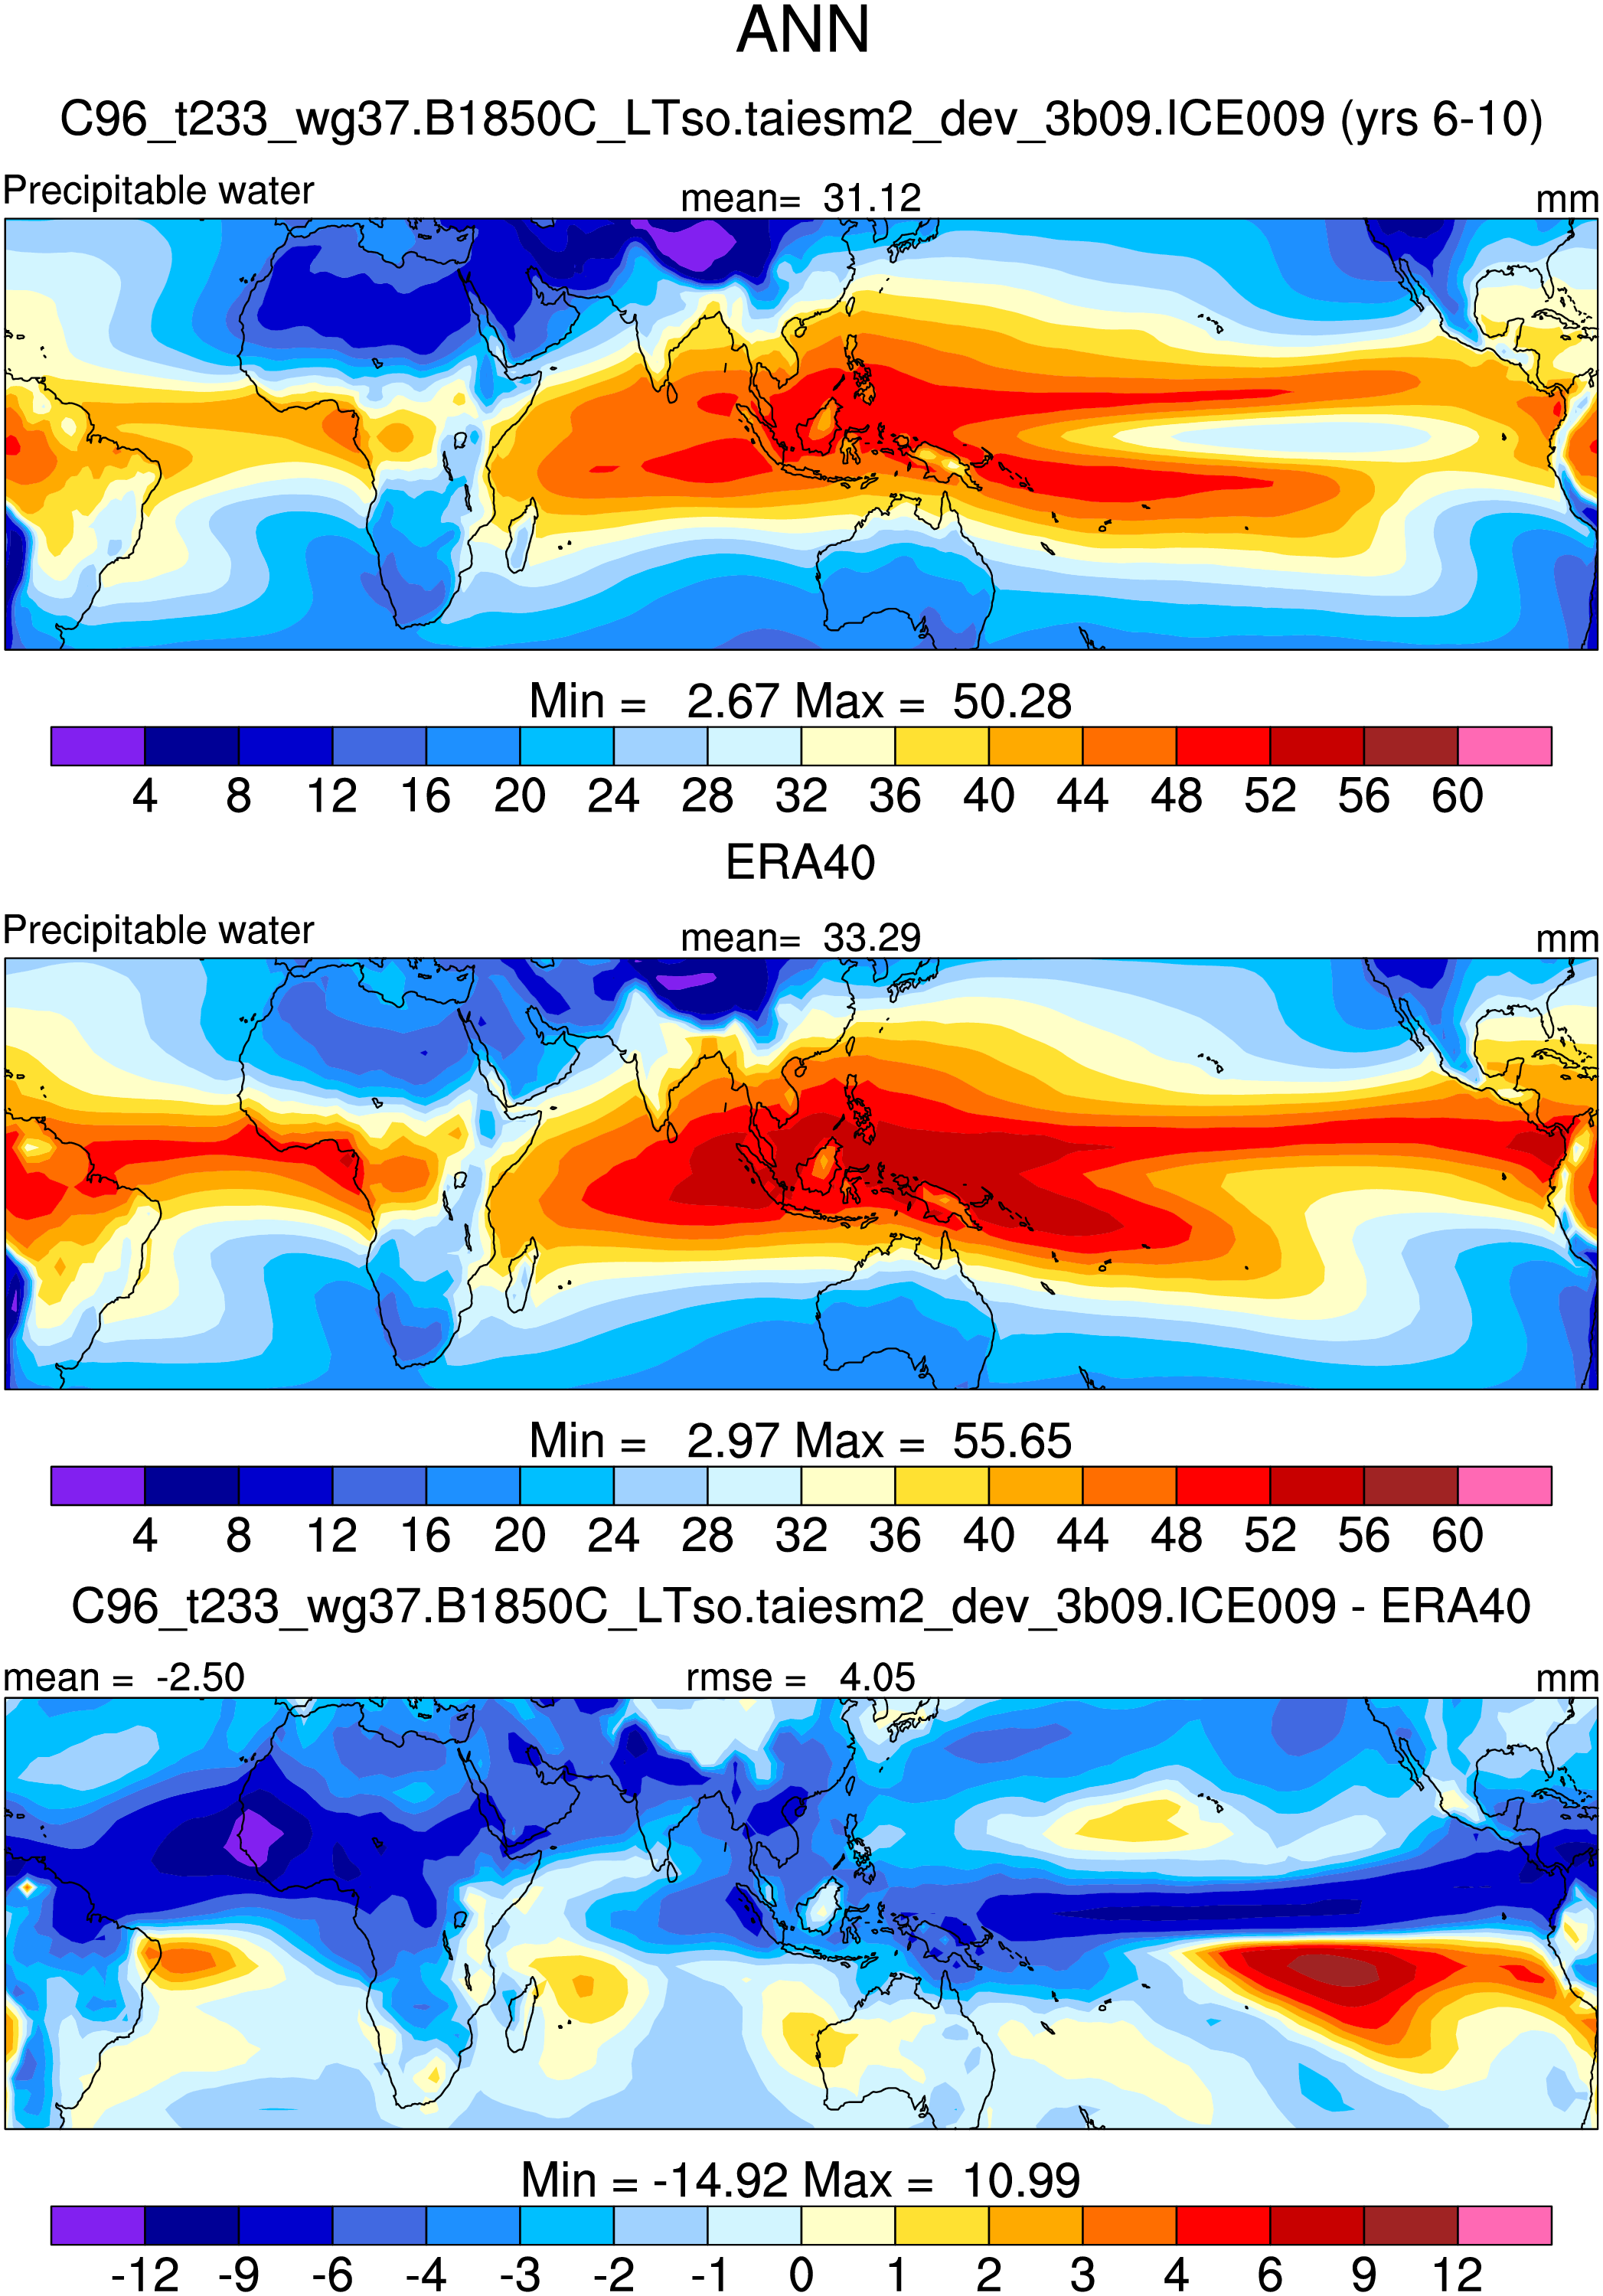 ANN
C96_t233_wg37.B1850C_LTso.taiesm2_dev_3b09.ICE009 (yrs 6-10)
Precipitable water mean= 31.12 mm
Min = 2.67 Max = 50.28
4 8 12 16 20 24 28 32 36 40 44 48 52 56 60
ERA40
Precipitable water mean= 33.29 mm
Min = 2.97 Max = 55.65
4 8 12 16 20 24 28 32 36 40 44 48 52 56 60
C96_t233_wg37.B1850C_LTso.taiesm2_dev_3b09.ICE009 - ERA40
mean = -2.50 rmse = 4.05 mm
Min = -14.92 Max = 10.99
-12 -9 -6 -4 -3 -2 -1 0 1 2 3 4 6 9 12